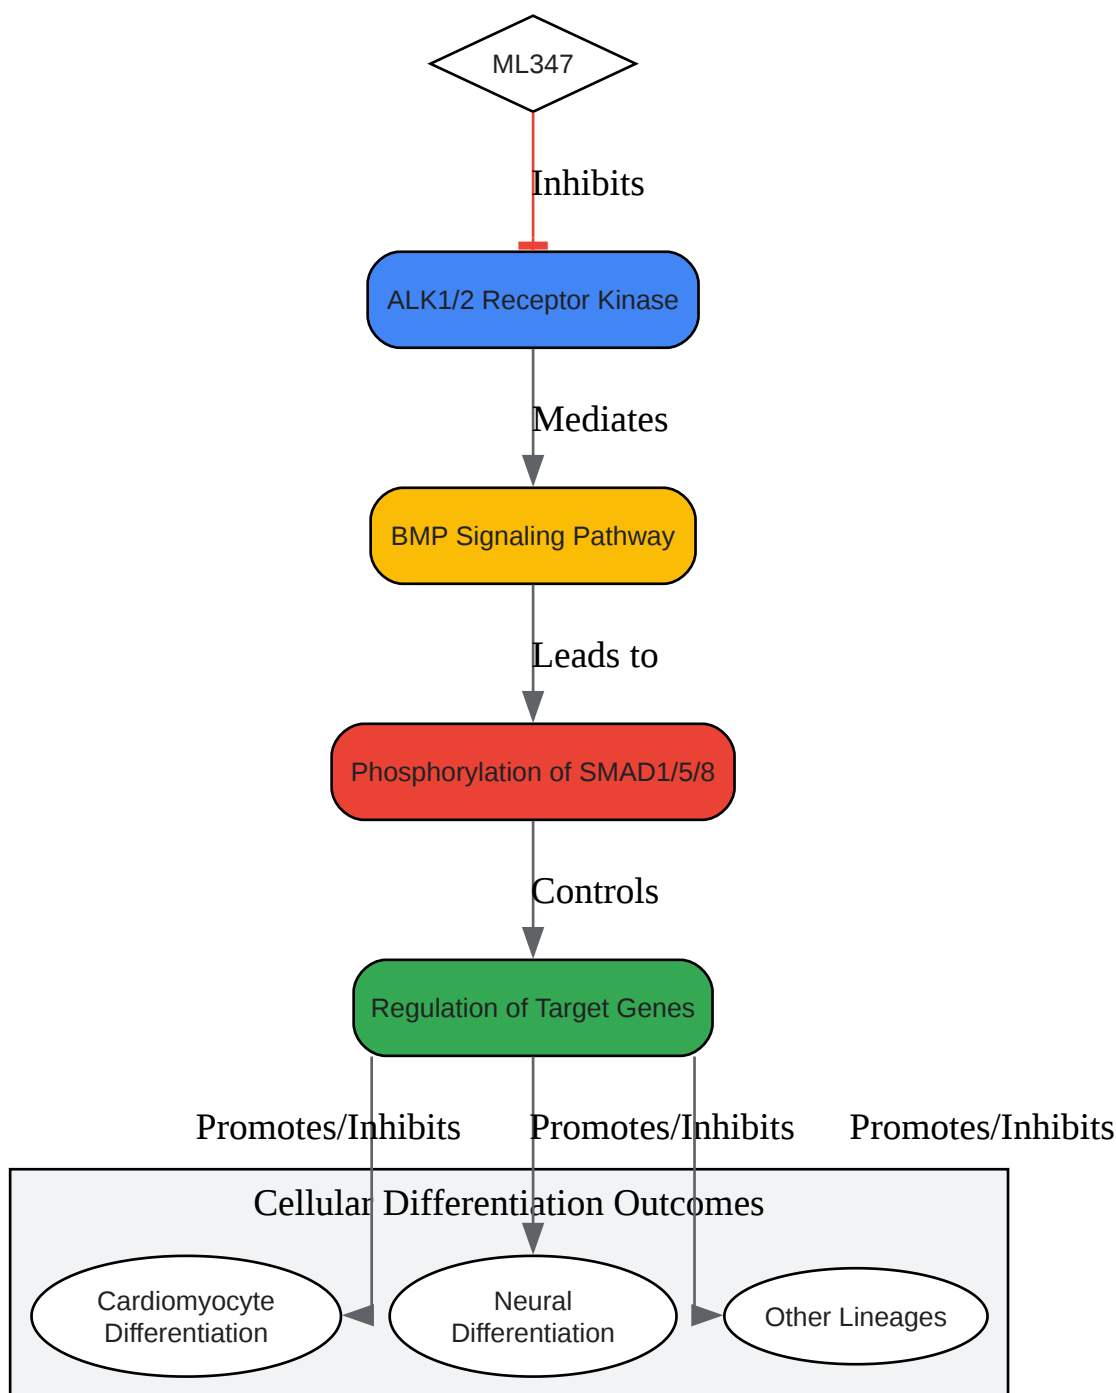 ML347
Inhibits
ALK1/2 Receptor Kinase
Mediates
BMP Signaling Pathway
Leads to
Phosphorylation of SMAD1/5/8
Controls
Regulation of Target Genes
Promotes/Inhibits
Promotes/Inhibits
Promotes/Inhibits
Cellular Differentiation Outcomes
Cardiomyocyte
Differentiation
Neural
Differentiation
Other Lineages